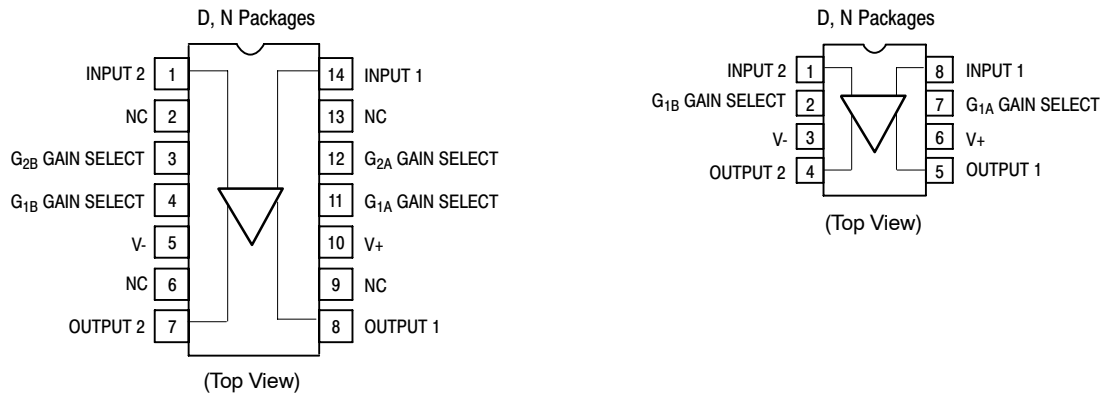 D, N Packages
INPUT 2 1 14 INPUT 1
NC 2 13 NC
G2B GAIN SELECT 3 12 G2A GAIN SELECT
G1B GAIN SELECT 4 11 G1A GAIN SELECT
V- 5 10 V+
NC 6 9 NC
OUTPUT 2 7 8 OUTPUT 1
(Top View)
D, N Packages
INPUT 2 1 8 INPUT 1
G1B GAIN SELECT 2 7 G1A GAIN SELECT
V- 3 6 V+
OUTPUT 2 4 5 OUTPUT 1
(Top View)